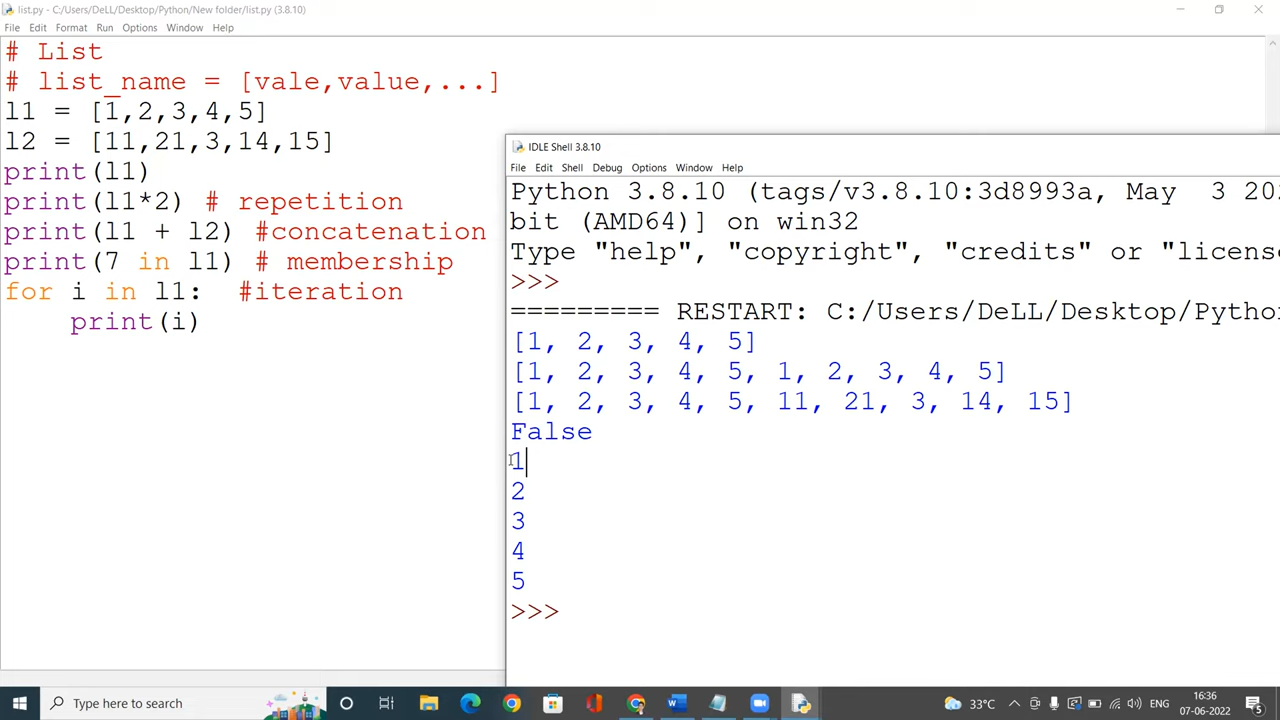 list.py - C:/Users/DeLL/Desktop/Python/New folder/list.py (3.8.10)
File Edit Format Run Options Window Help
# List
# list_name = [vale,value,...]
l1 = [1,2,3,4,5]
l2 = [11,21,3,14,15]
print(l1)
print(l1*2) # repetition
print(l1 + l2) #concatenation
print(7 in l1) # membership
for i in l1:  #iteration
    print(i)
IDLE Shell 3.8.10
File Edit Shell Debug Options Window Help
Python 3.8.10 (tags/v3.8.10:3d8993a, May  3 202
bit (AMD64)] on win32
Type "help", "copyright", "credits" or "license
>>>
========= RESTART: C:/Users/DeLL/Desktop/Pytho
[1, 2, 3, 4, 5]
[1, 2, 3, 4, 5, 1, 2, 3, 4, 5]
[1, 2, 3, 4, 5, 11, 21, 3, 14, 15]
False
1
2
3
4
5
>>>
Type here to search
33°C
ENG
16:36
07-06-2022
5